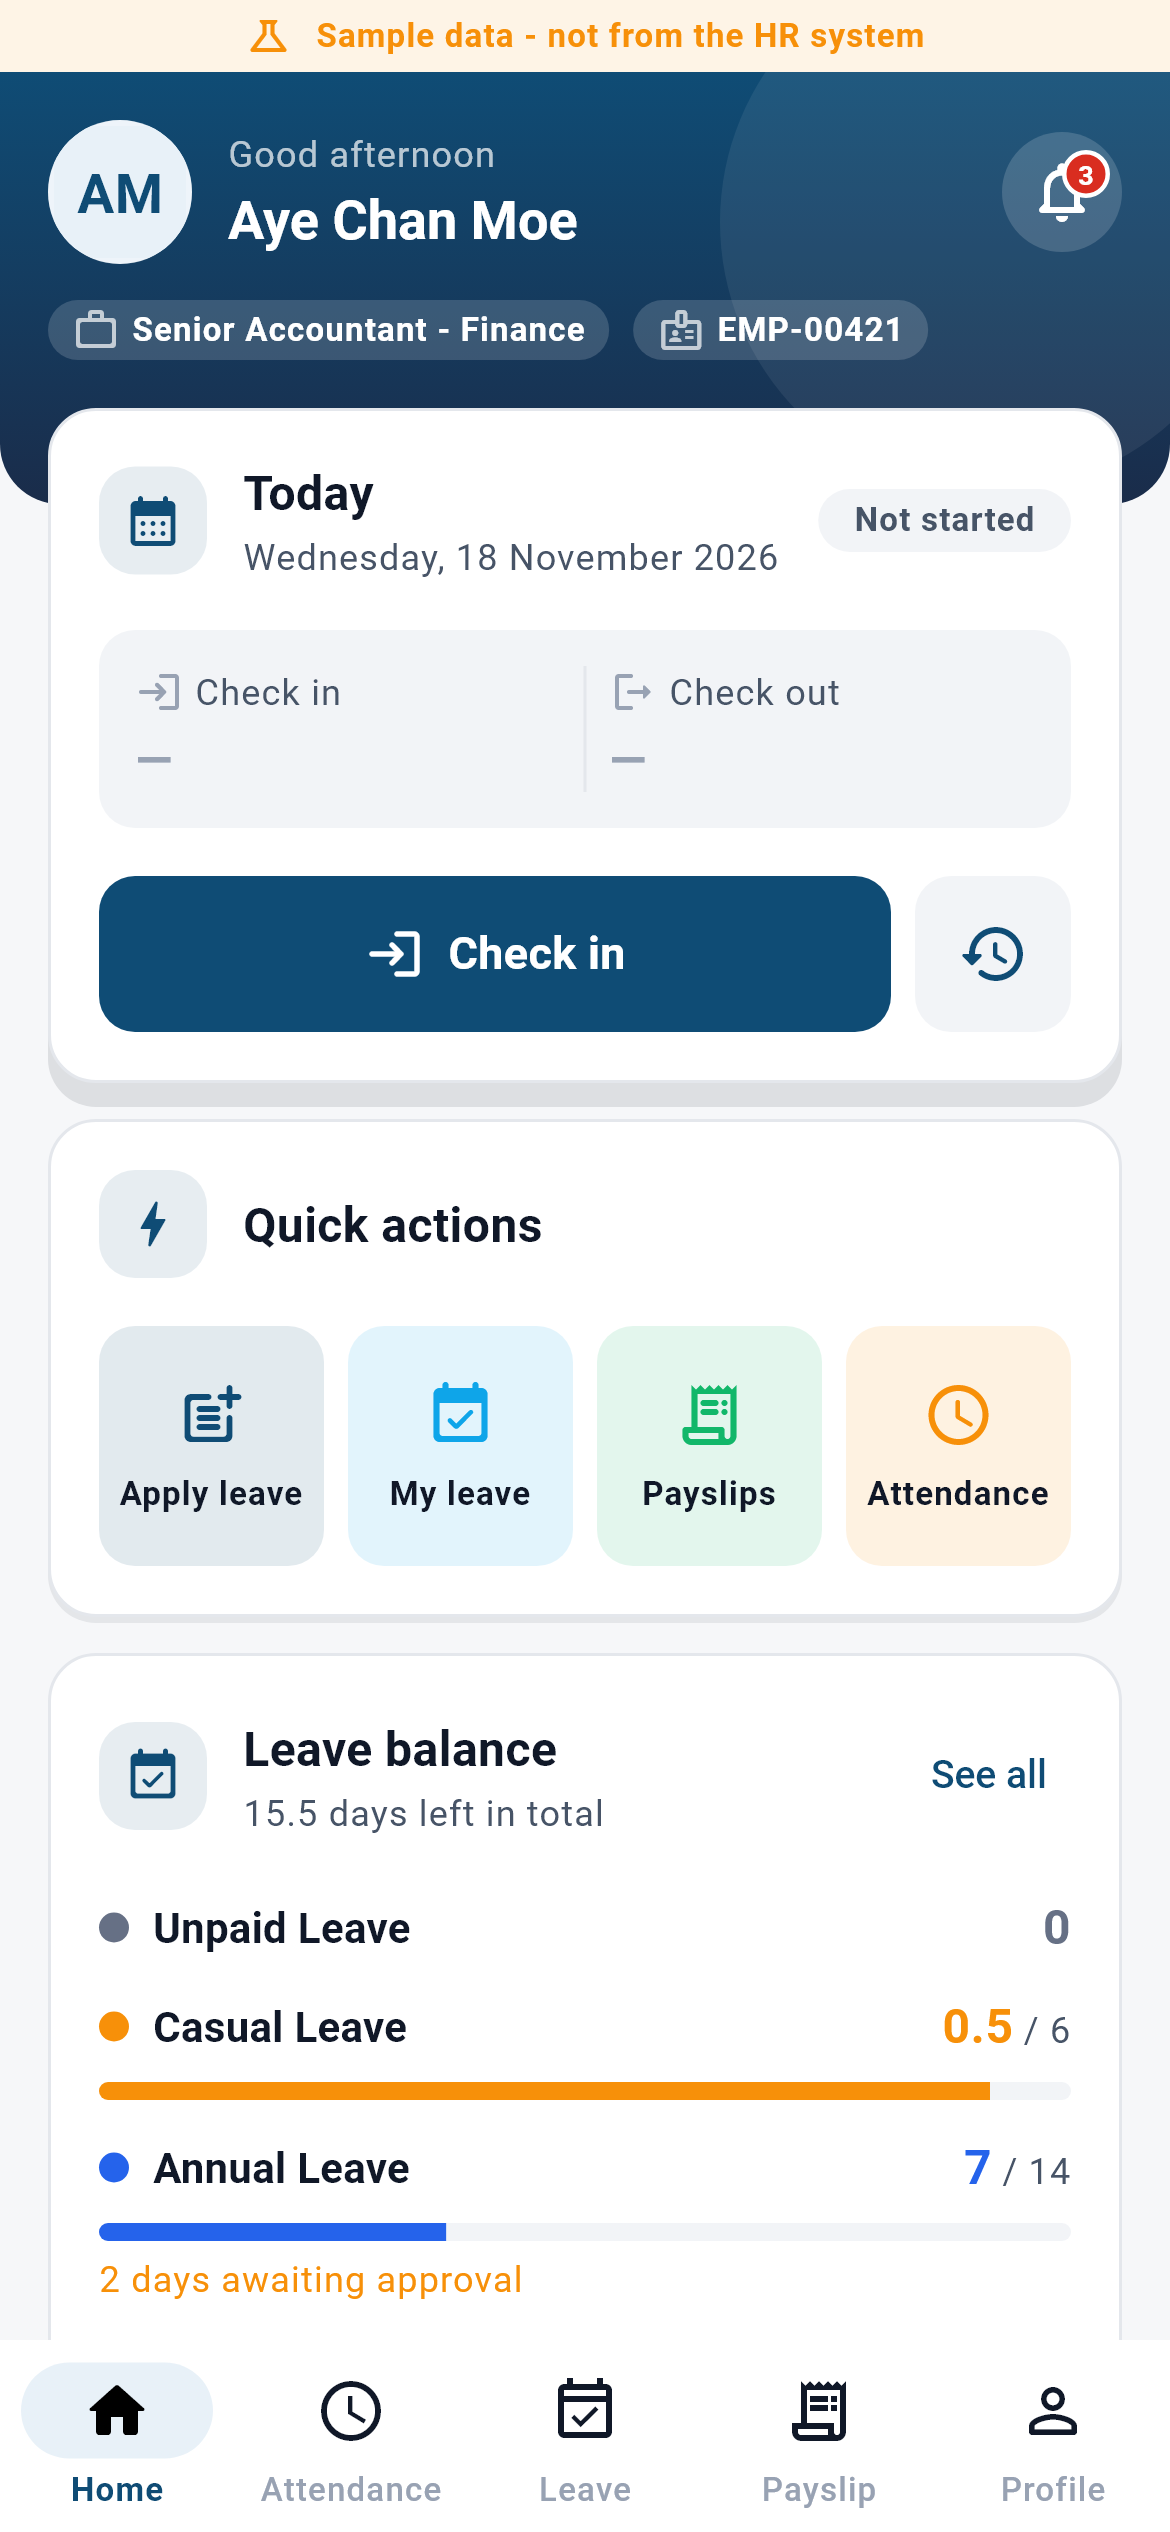 Sample data - not from the HR system
AM
Good afternoon
Aye Chan Moe
3
Senior Accountant - Finance
EMP-00421
Today
Wednesday, 18 November 2026
Not started
Check in
Check out
–
–
Check in
Quick actions
Apply leave
My leave
Payslips
Attendance
Leave balance
15.5 days left in total
See all
Unpaid Leave 0
Casual Leave 0.5 / 6
Annual Leave 7 / 14
2 days awaiting approval
Home
Attendance
Leave
Payslip
Profile